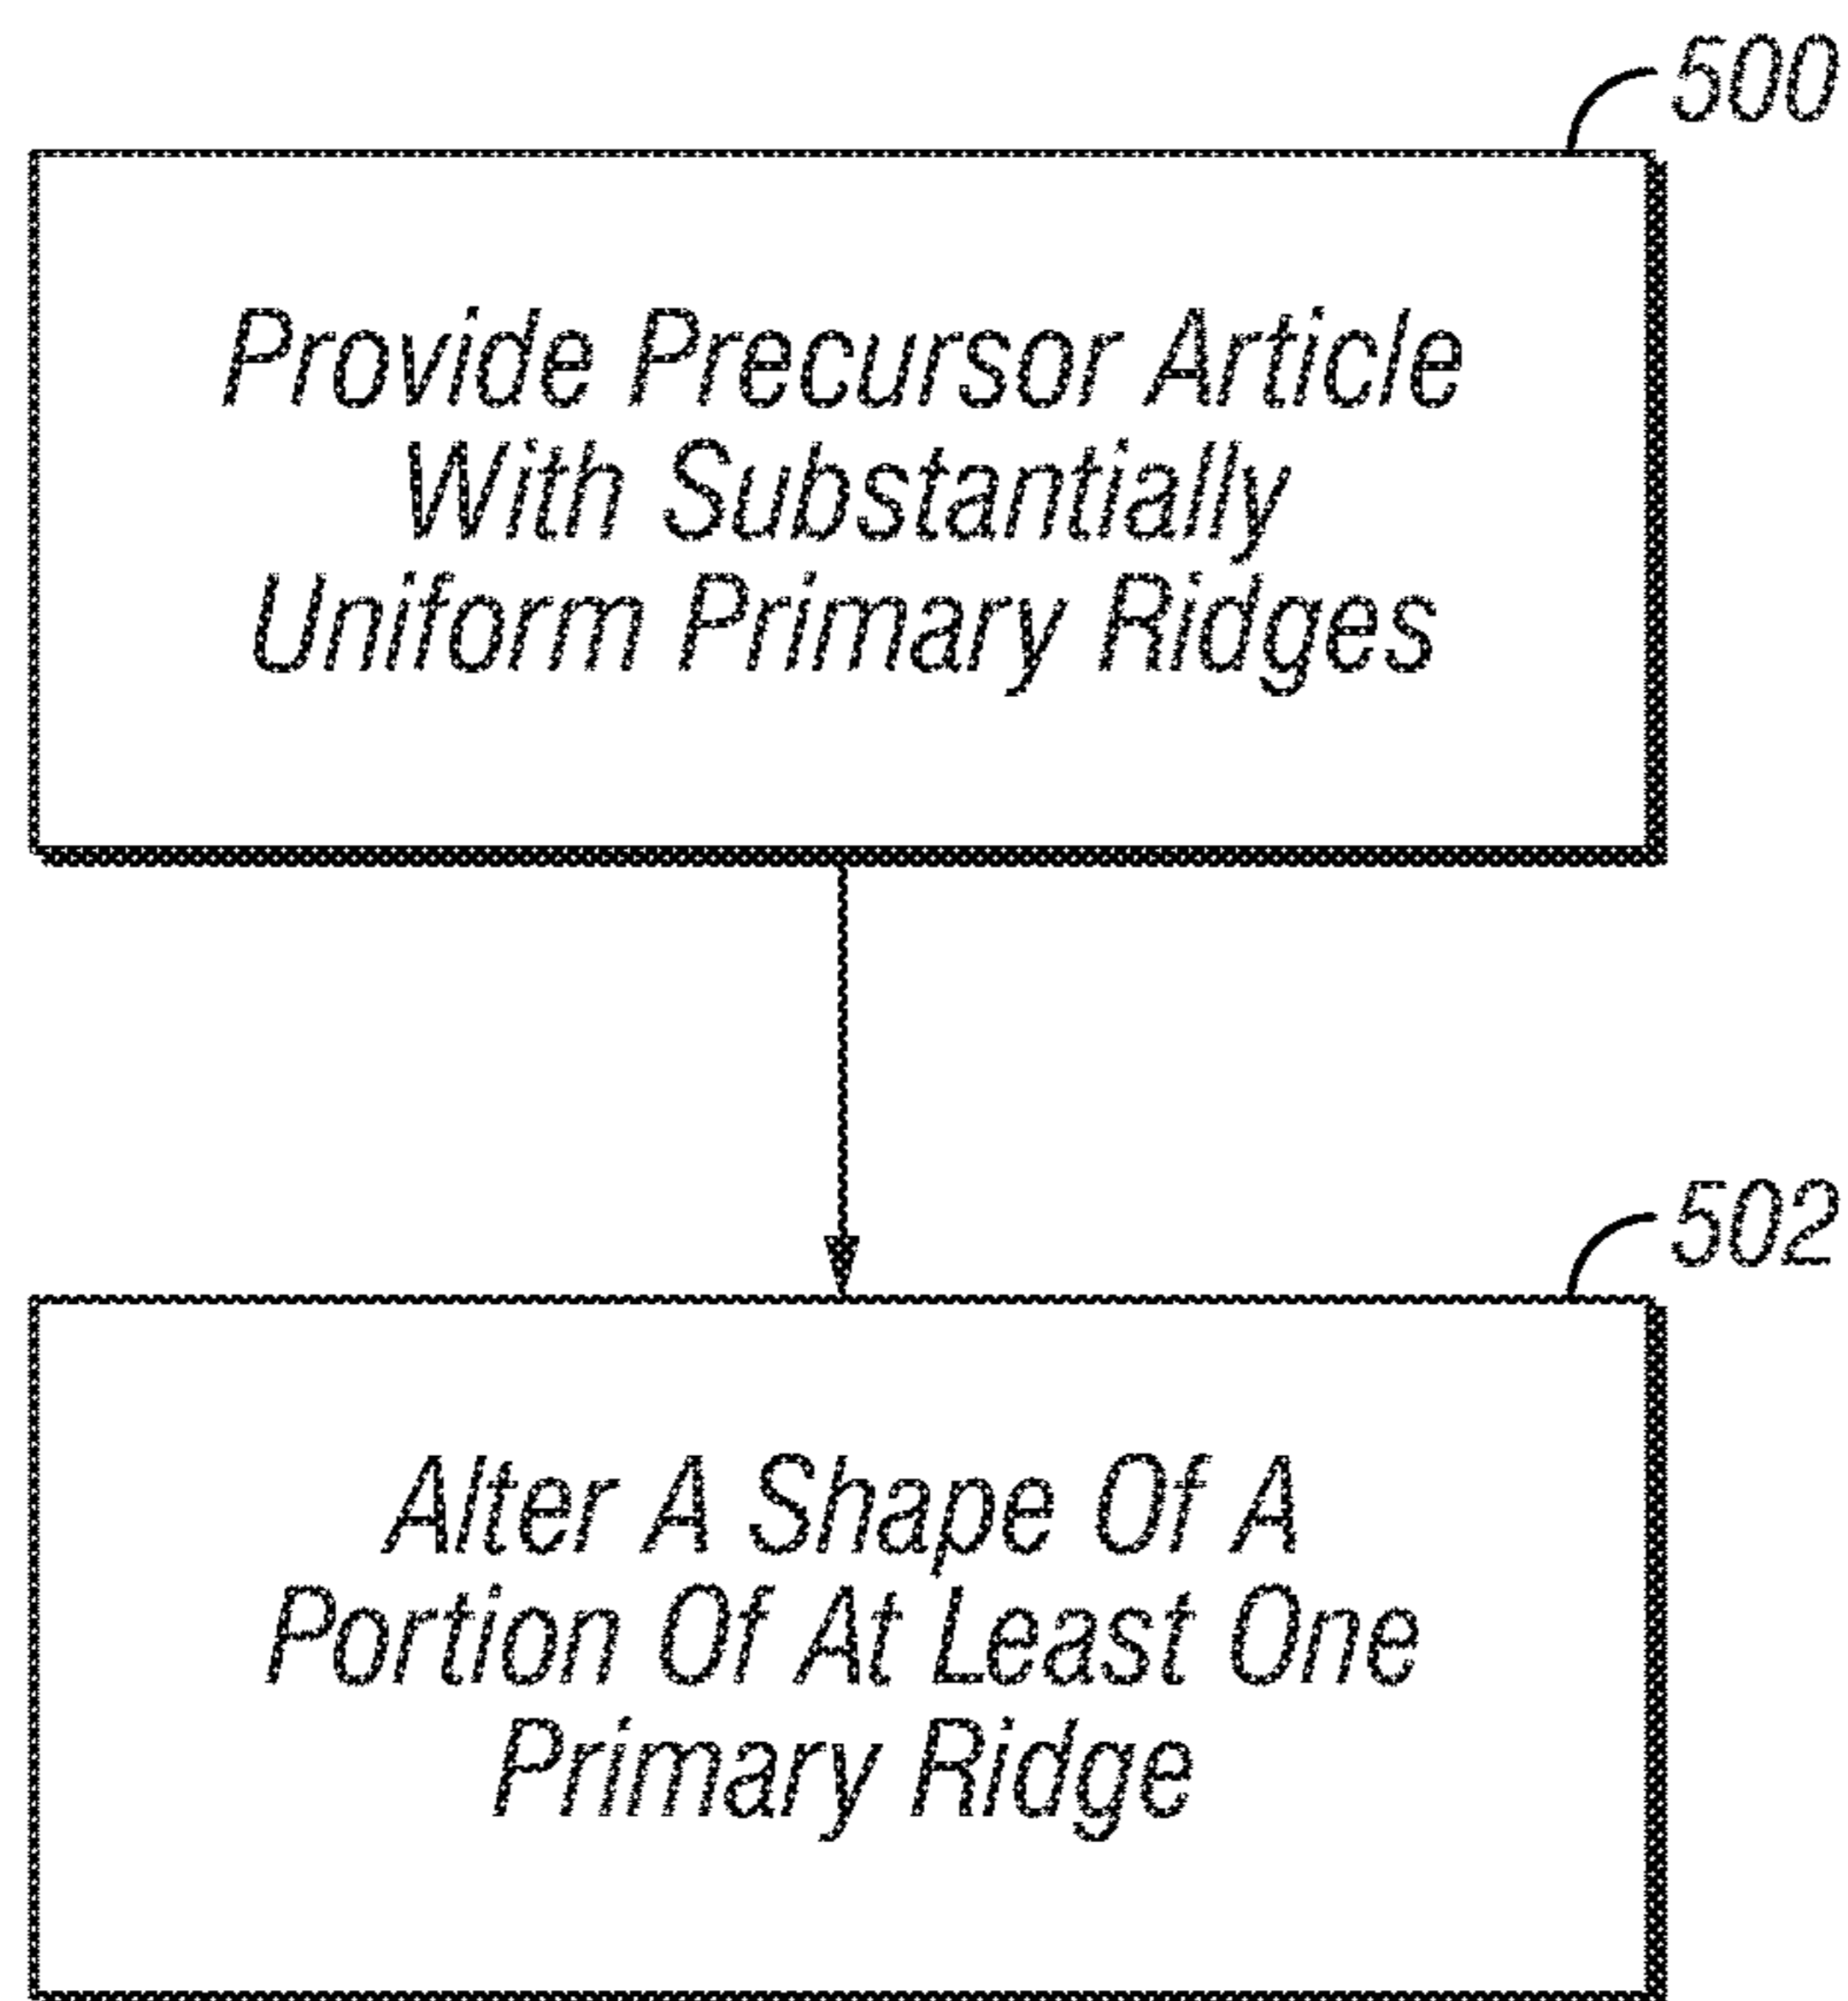 500
Provide Precursor Article
With Substantially
Uniform Primary Ridges
502
Alter A Shape Of A
Portion Of At Least One
Primary Ridge